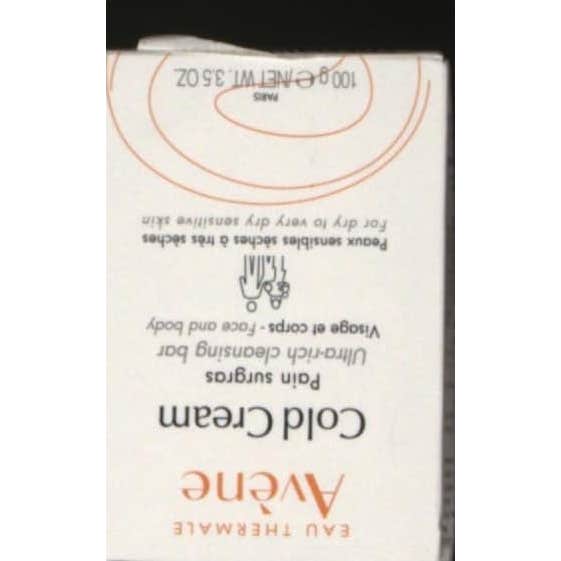 EAU THERMALE
Avène
Cold Cream
Pain surgras
Ultra-rich cleansing bar
Visage et corps - Face and body
Peaux sensibles sèches à très sèches
For dry to very dry sensitive skin
PARIS
100 g ℮/NET WT. 3.5 OZ